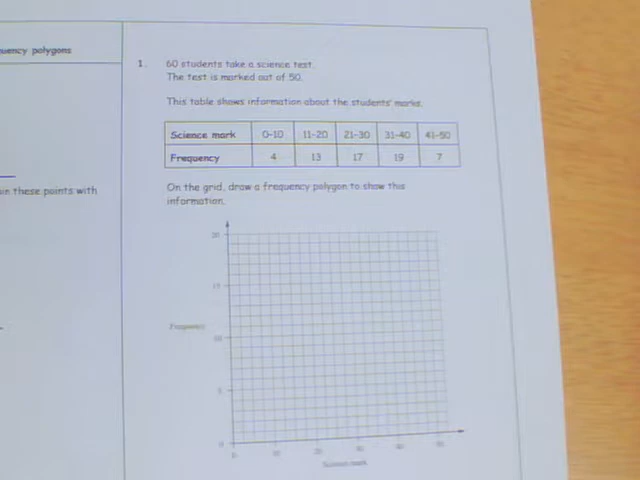 uency polygons
in these points with
1. 60 students take a science test.
The test is marked out of 50.
This table shows information about the students' marks.
Science mark 0-10 11-20 21-30 31-40 41-50
Frequency 4 13 17 19 7
On the grid, draw a frequency polygon to show this
information.
20
15
Frequency
10
5
0
0 10 20 30 40 50
Science mark